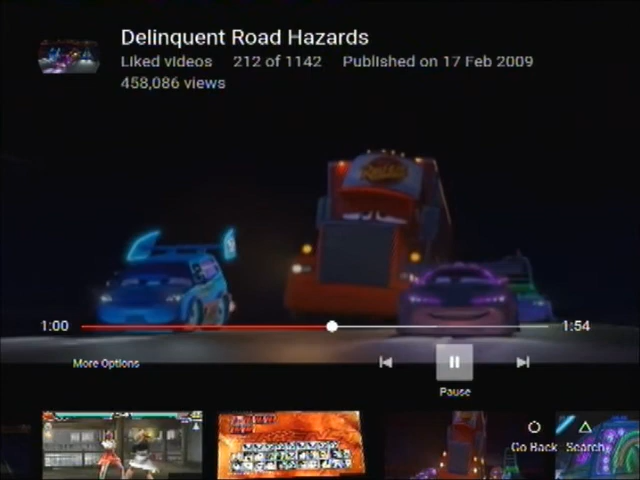 Delinquent Road Hazards
Liked videos 212 of 1142 Published on 17 Feb 2009
458,086 views
1:00
1:54
More Options
Pause
Go Back Search